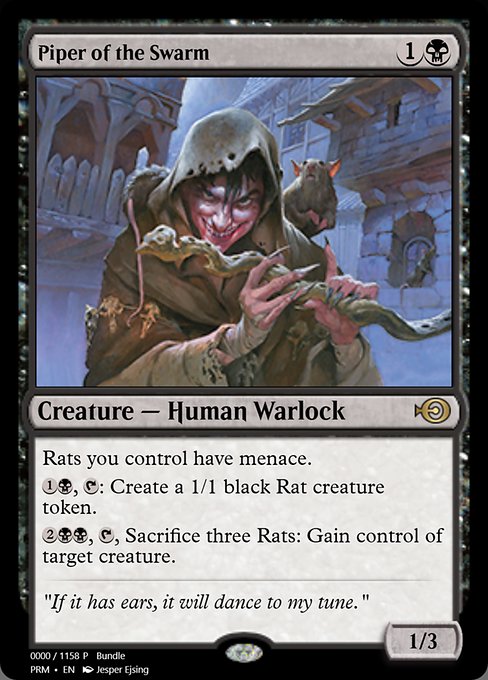 Piper of the Swarm 1
Creature — Human Warlock
Rats you control have menace.
1, : Create a 1/1 black Rat creature
token.
2, , Sacrifice three Rats: Gain control of
target creature.
"If it has ears, it will dance to my tune."
1/3
0000 / 1158 P Bundle
PRM • EN Jesper Ejsing